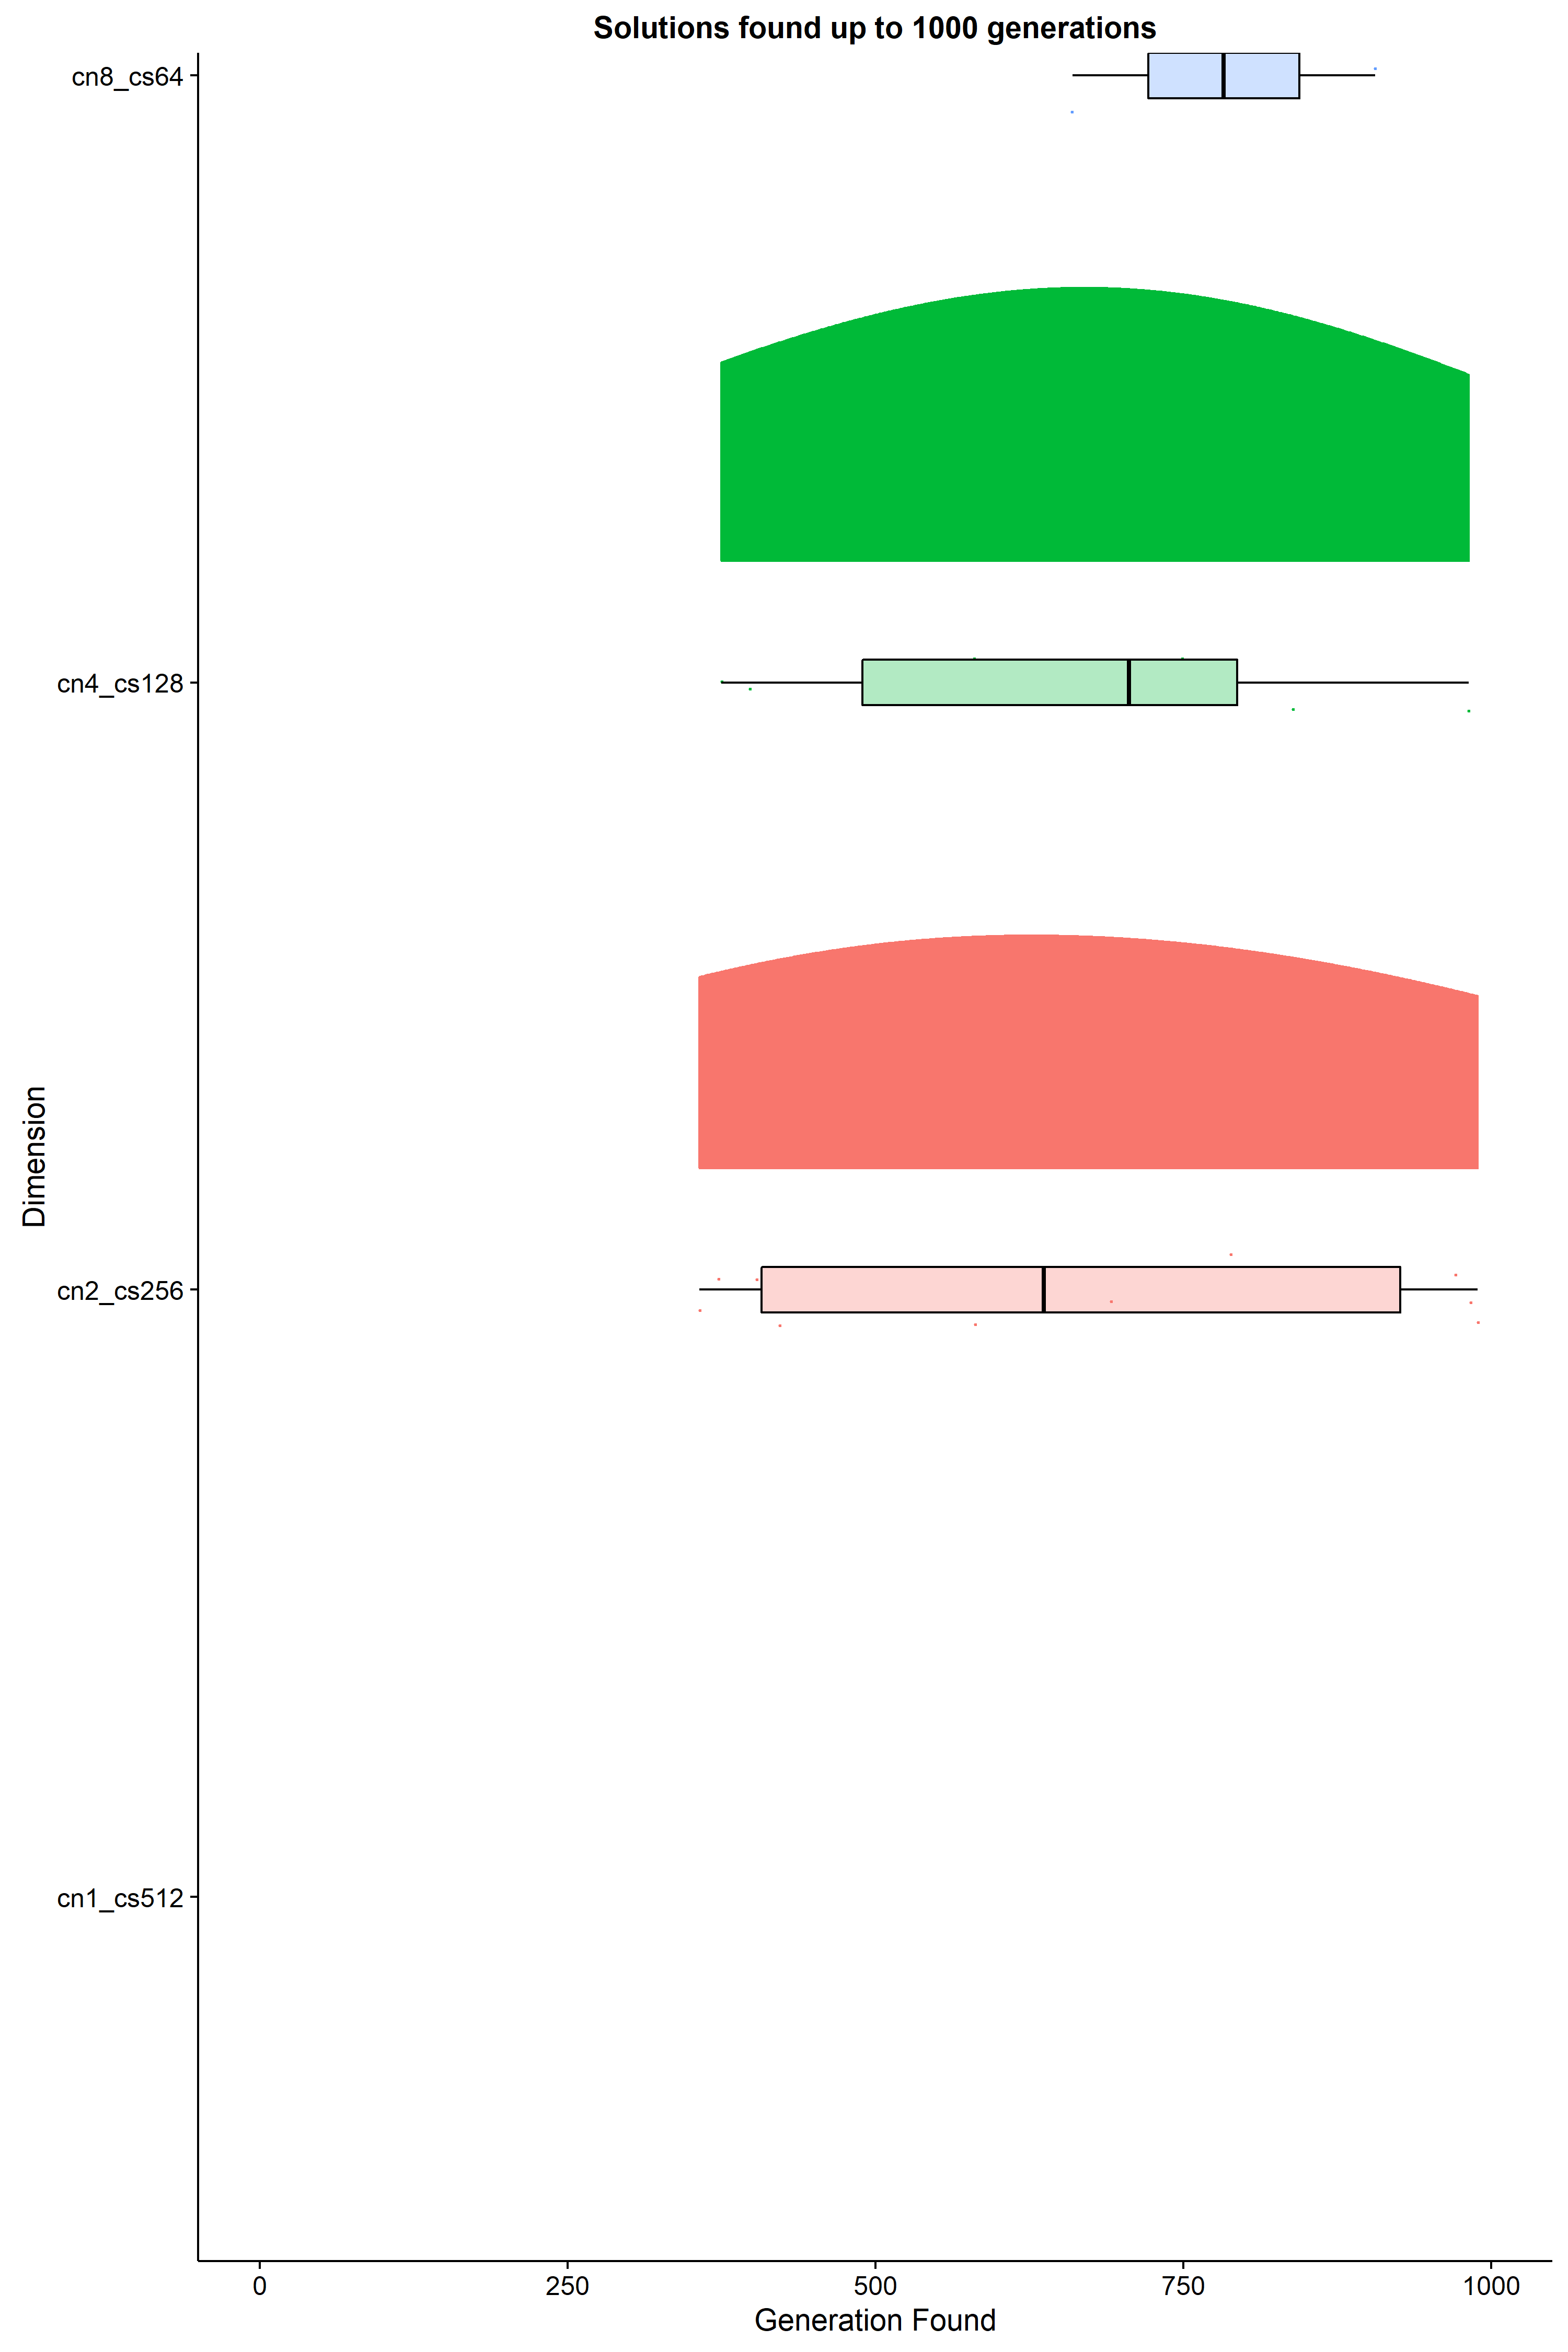 Solutions found up to 1000 generations
cn8_cs64
cn4_cs128
cn2_cs256
cn1_cs512
Dimension
0 250 500 750 1000
Generation Found